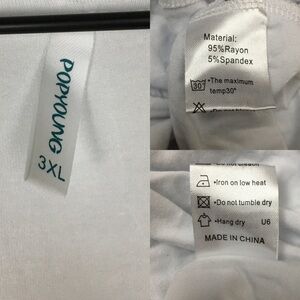 POPYOUNG
3XL
Material:
95%Rayon
5%Spandex
30°
•The maximum
temp30°
•Iron on low heat
•Do not tumble dry
•Hang dry
U6
MADE IN CHINA